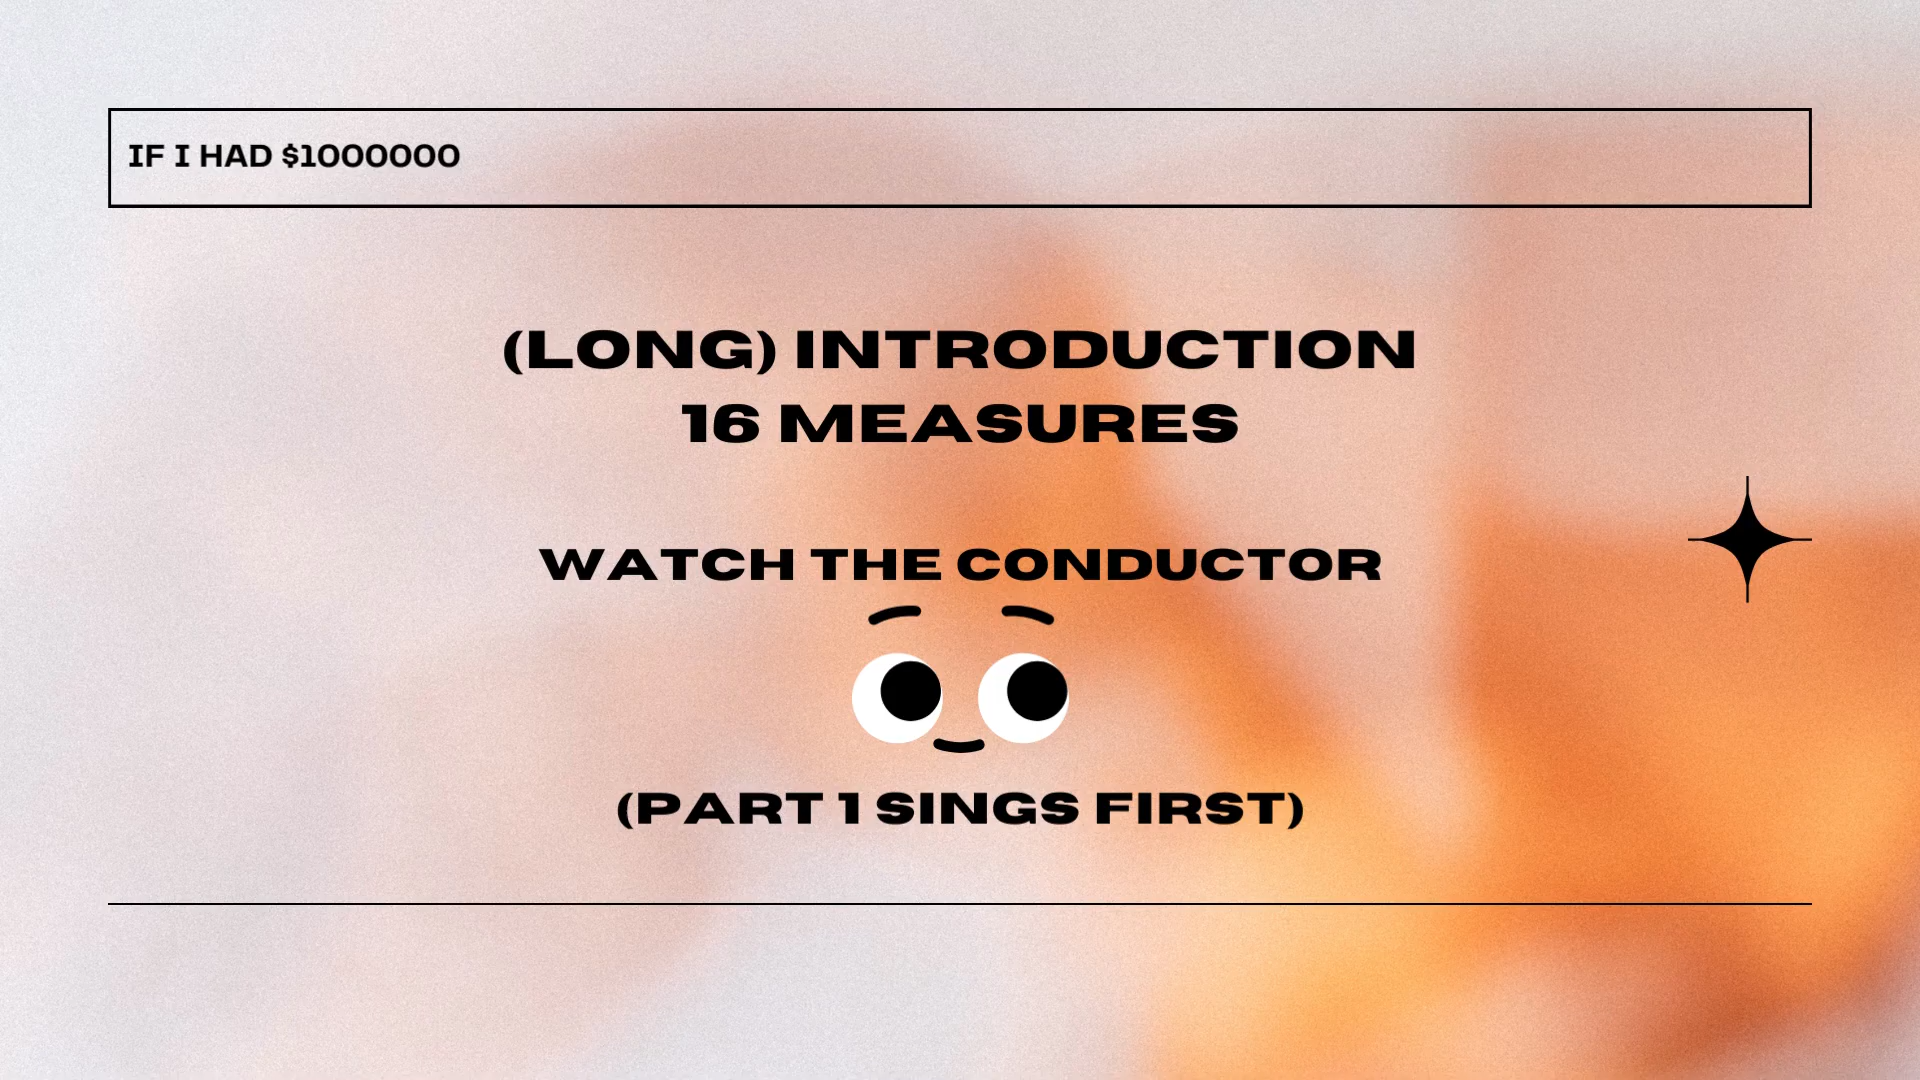 IF I HAD $1000000
(LONG) INTRODUCTION
16 MEASURES
WATCH THE CONDUCTOR
(PART 1 SINGS FIRST)